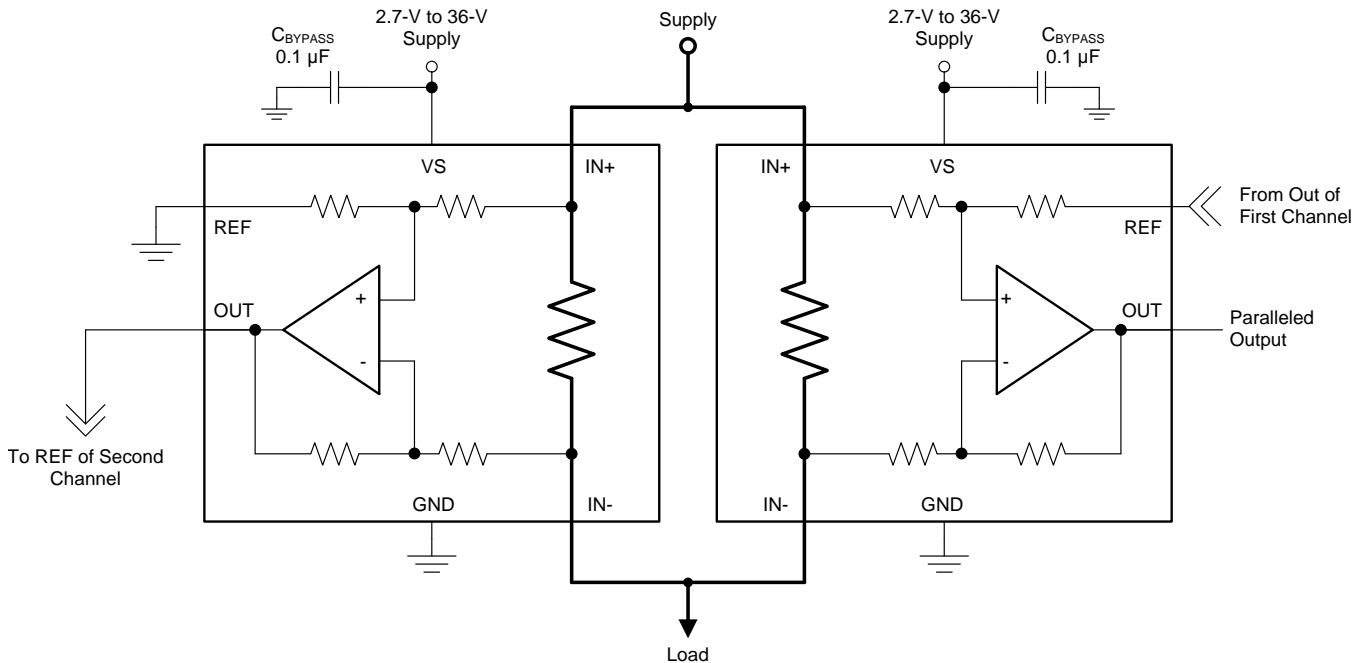 2.7-V to 36-V
Supply
CBYPASS
0.1 µF
Supply
2.7-V to 36-V
Supply
CBYPASS
0.1 µF
VS
IN+
REF
OUT
+
-
GND
IN-
To REF of Second
Channel
IN+
VS
REF
From Out of
First Channel
+
-
OUT
Paralleled
Output
IN-
GND
Load